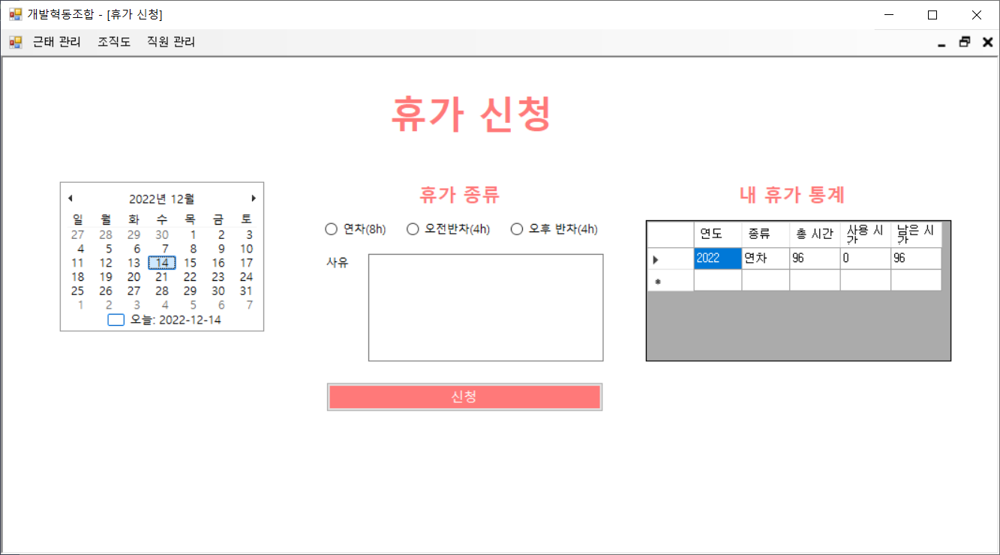 개발혁동조합 - [휴가 신청]
근태 관리 조직도 직원 관리
휴가 신청
2022년 12월
일 월 화 수 목 금 토
27 28 29 30 1 2 3
4 5 6 7 8 9 10
11 12 13 14 15 16 17
18 19 20 21 22 23 24
25 26 27 28 29 30 31
1 2 3 4 5 6 7
오늘: 2022-12-14
휴가 종류
연차(8h) 오전반차(4h) 오후 반차(4h)
사유
신청
내 휴가 통계
연도 종류 총 시간 사용 시간 남은 시간
2022 연차 96 0 96